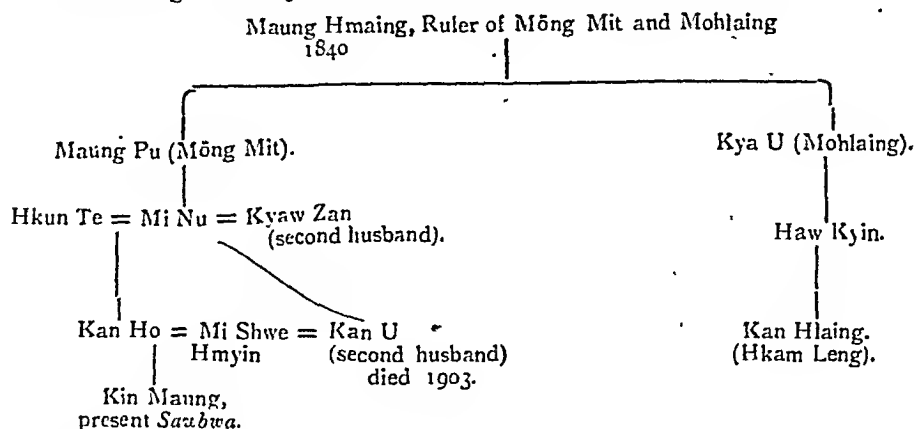 Maung Hmaing, Ruler of Mōng Mit and Mohlaing
1840
Maung Pu (Mōng Mit).
Kya U (Mohlaing).
Hkun Te = Mi Nu = Kyaw Zan
(second husband).
Haw Kyin.
Kan Ho = Mi Shwe = Kan U
Hmyin
(second husband)
died 1903.
Kan Hlaing.
(Hkam Leng).
Kin Maung,
present Saubwa.